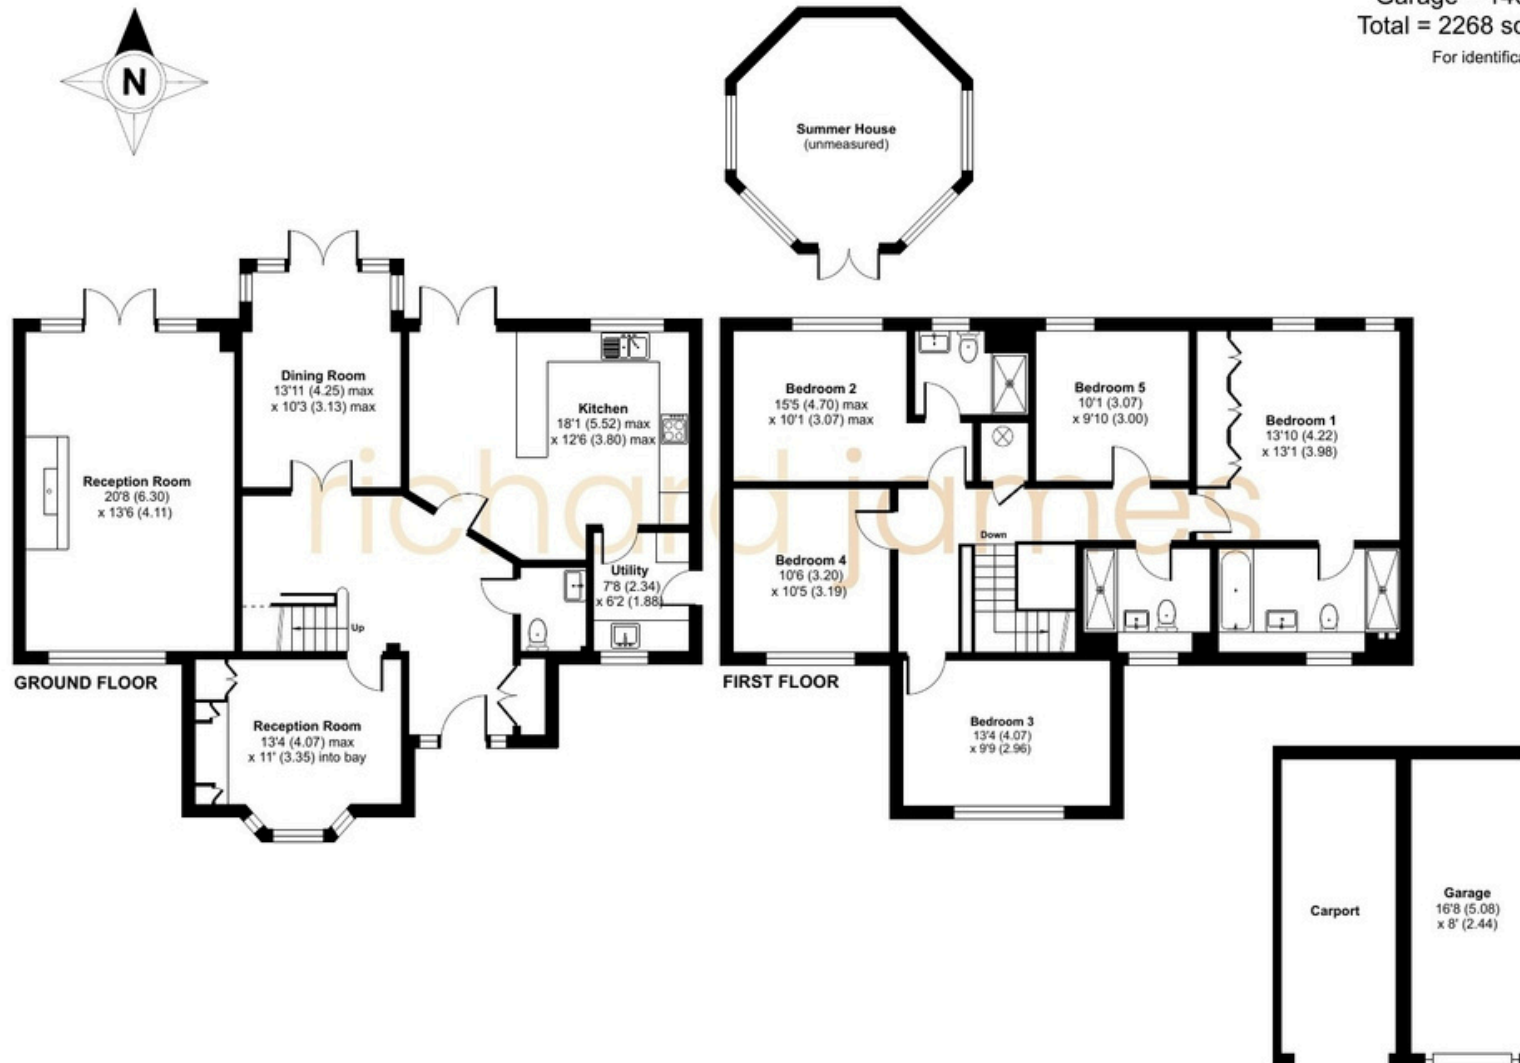 N
Garage
Total = 2268
For
Summer House
(unmeasured)
Dining Room
13'11 (4.25) max
x 10'3 (3.13) max
Kitchen
18'1 (5.52) max
x 12'6 (3.80) max
Reception Room
20'8 (6.30)
x 13'6 (4.11)
Utility
7'8 (2.34)
x 6'2 (1.88)
Up
GROUND FLOOR
Reception Room
13'4 (4.07) max
x 11' (3.35) into bay
Bedroom 2
15'5 (4.70) max
x 10'1 (3.07) max
Bedroom 5
10'1 (3.07)
x 9'10 (3.00)
Bedroom 1
13'10 (4.22)
x 13'1 (3.98)
Down
Bedroom 4
10'6 (3.20)
x 10'5 (3.19)
FIRST FLOOR
Bedroom 3
13'4 (4.07)
x 9'9 (2.96)
Carport
Garage
16'8 (5.08)
x 8' (2.44)
richard james